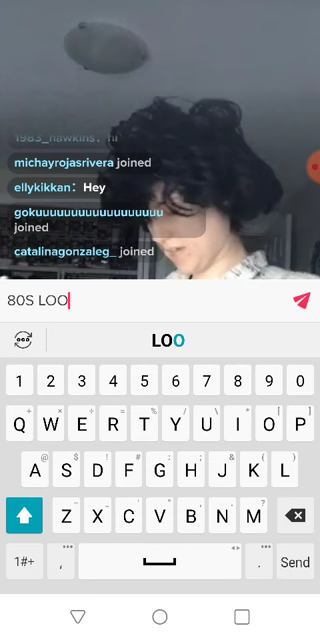 1983_hawkins: hi
michayrojasrivera joined
ellykikkan: Hey
gokuuuuuuuuuuuuuuuuuu
joined
catalinagonzaleg_ joined
80S LOO
LOO
1 2 3 4 5 6 7 8 9 0
+ × ÷ = % / \ * [ ]
Q W E R T Y U I O P
@ $ # : ; & ( )
A S D F G H J K L
- ?
Z X C V B N M
1#+ , . Send